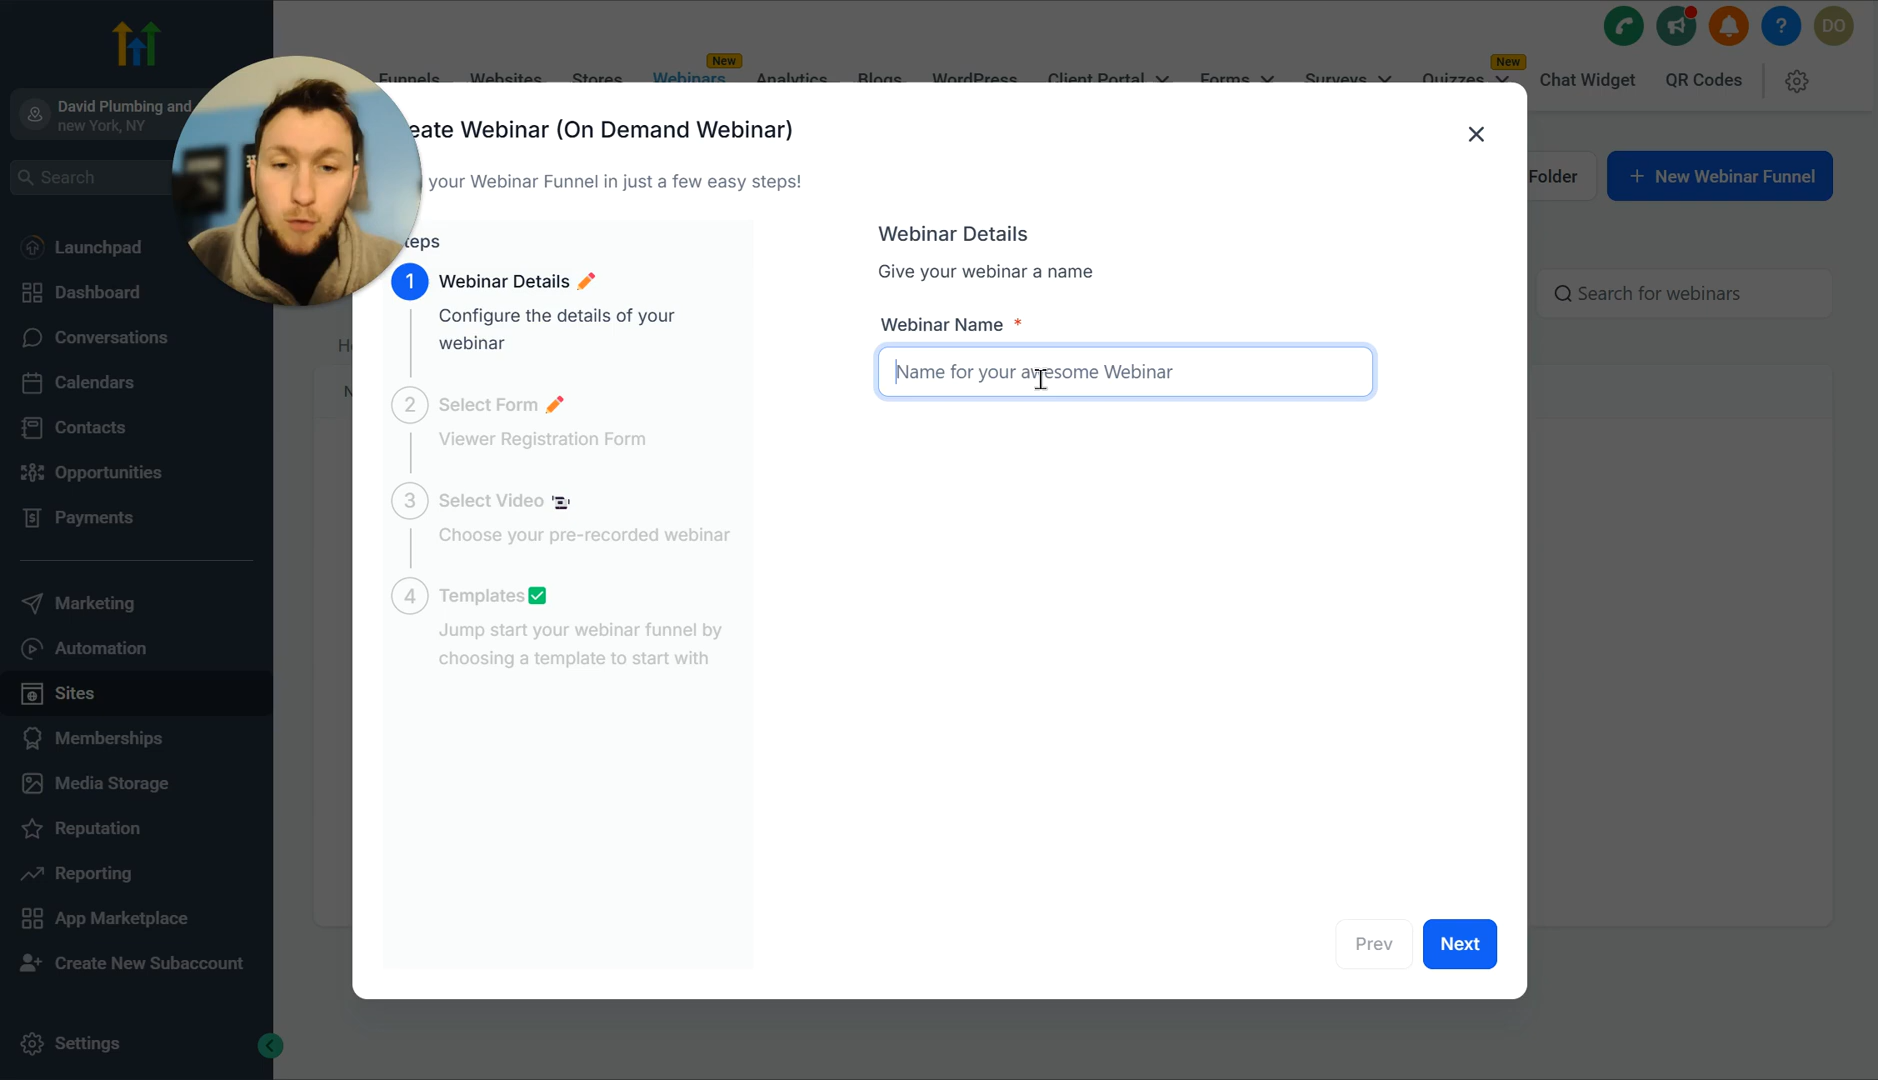 DO
New
New
Funnels Websites Stores Webinars Analytics Blogs WordPress Client Portal Forms Surveys Quizzes Chat Widget QR Codes
David Plumbing and
new York, NY
Search
Launchpad
Dashboard
Conversations
Calendars
Contacts
Opportunities
Payments
Marketing
Automation
Sites
Memberships
Media Storage
Reputation
Reporting
App Marketplace
Create New Subaccount
Settings
eate Webinar (On Demand Webinar)
your Webinar Funnel in just a few easy steps!
Folder
+ New Webinar Funnel
Search for webinars
teps
1 Webinar Details
Configure the details of your
webinar
2 Select Form
Viewer Registration Form
3 Select Video
Choose your pre-recorded webinar
4 Templates
Jump start your webinar funnel by
choosing a template to start with
Webinar Details
Give your webinar a name
Webinar Name *
Name for your awesome Webinar
Prev
Next